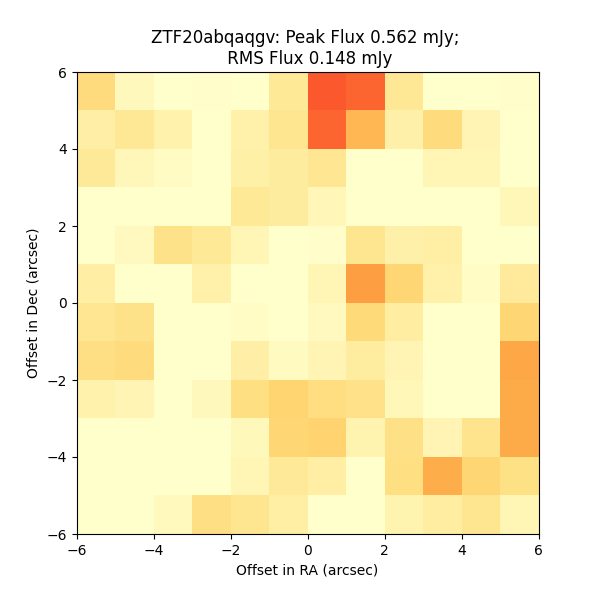 ZTF20abqaqgv: Peak Flux 0.562 mJy;
RMS Flux 0.148 mJy
6
4
2
0
−2
−4
−6
Offset in Dec (arcsec)
−6 −4 −2 0 2 4 6
Offset in RA (arcsec)